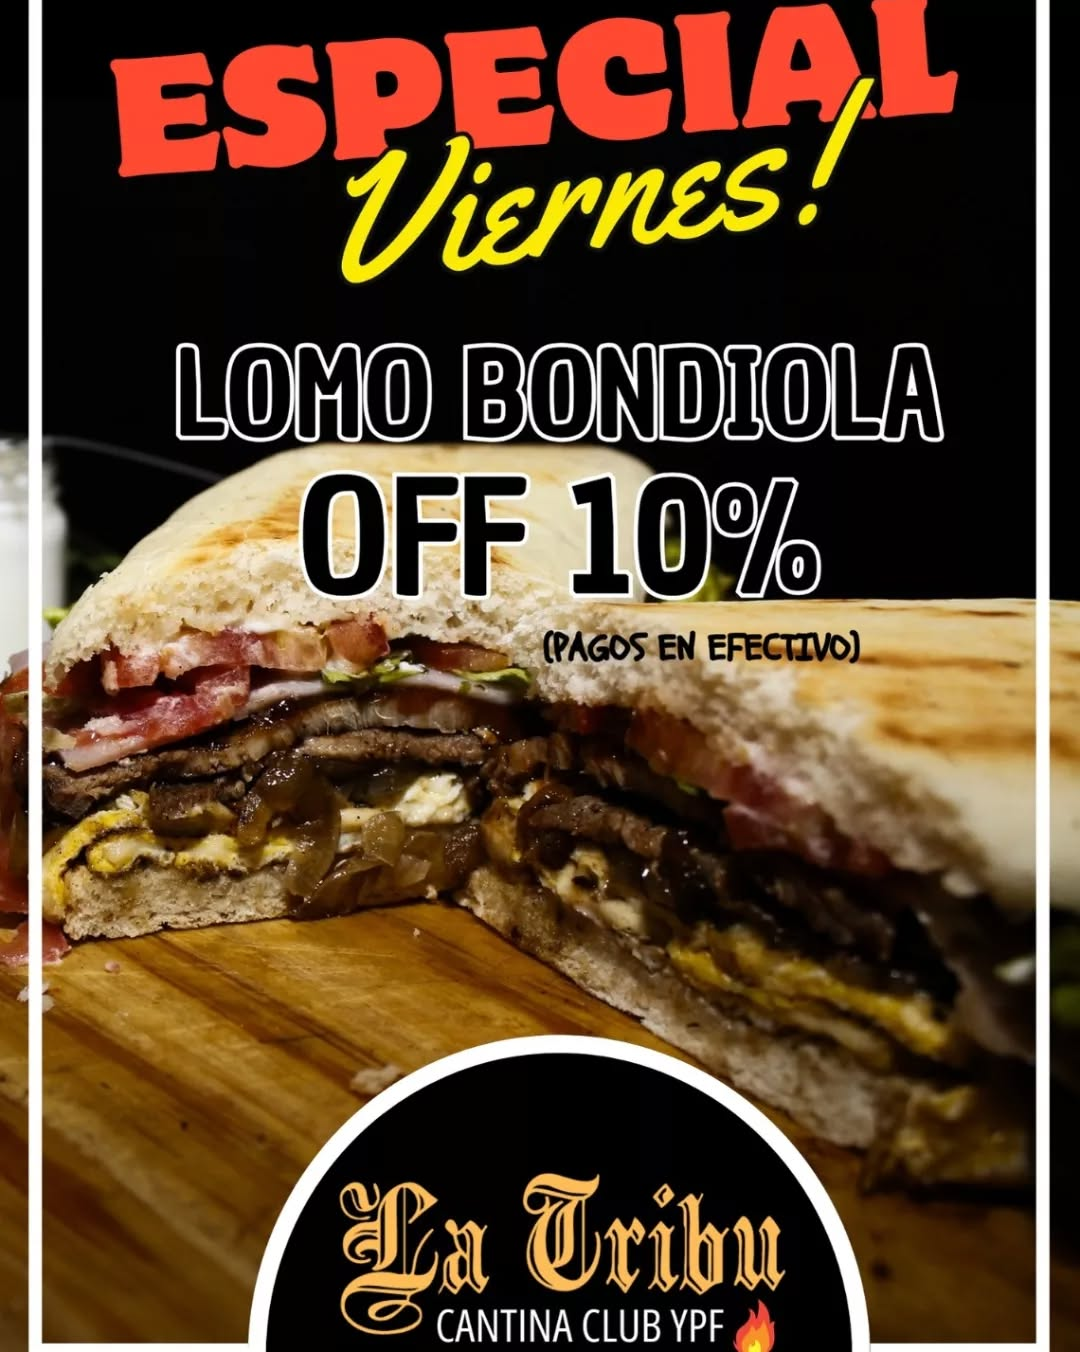 ESPECIAL
Viernes!
LOMO BONDIOLA
OFF 10%
(PAGOS EN EFECTIVO)
La Tribu
CANTINA CLUB YPF